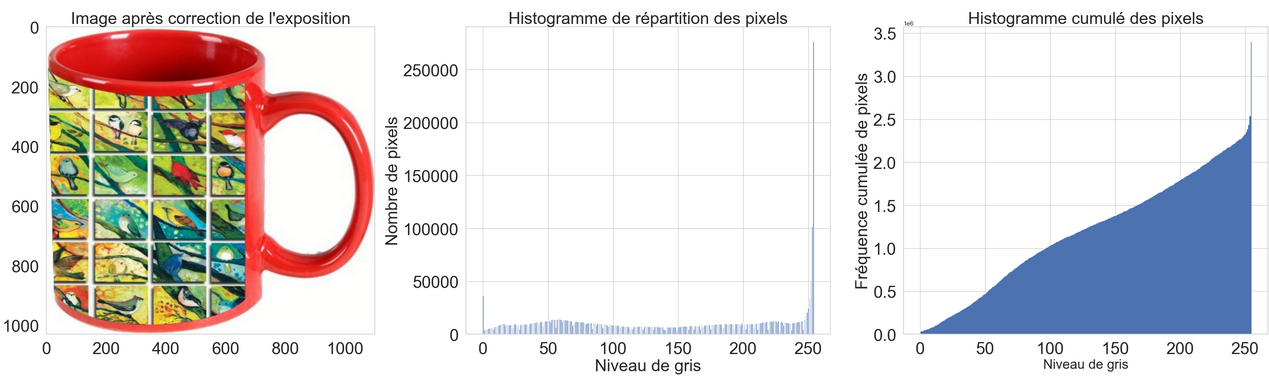 Image après correction de l'exposition
0
200
400
600
800
1000
0 200 400 600 800 1000
Histogramme de répartition des pixels
Nombre de pixels
250000
200000
150000
100000
50000
0
0 50 100 150 200 250
Niveau de gris
Histogramme cumulé des pixels
1e6
Fréquence cumulée de pixels
3.5
3.0
2.5
2.0
1.5
1.0
0.5
0.0
0 50 100 150 200 250
Niveau de gris